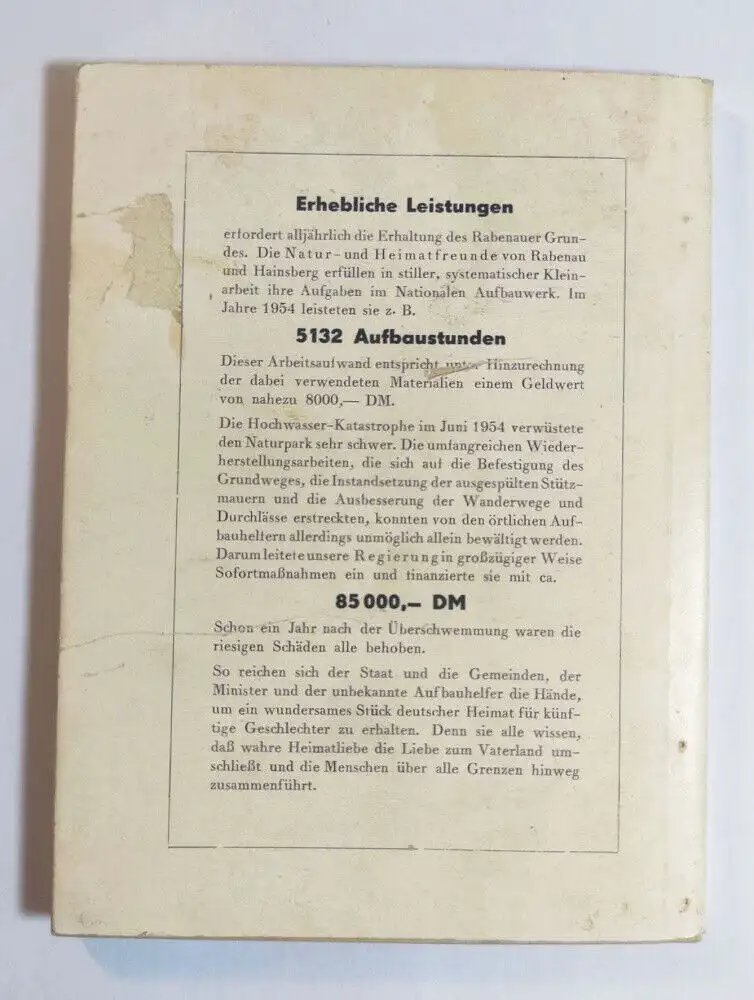 Erhebliche Leistungen
erfordert alljährlich die Erhaltung des Rabenauer Grun-
des. Die Natur- und Heimatfreunde von Rabenau
und Hainsberg erfüllen in stiller, systematischer Klein-
arbeit ihre Aufgaben im Nationalen Aufbauwerk. Im
Jahre 1954 leisteten sie z. B.
5132 Aufbaustunden
Dieser Arbeitsaufwand entspricht unter Hinzurechnung
der dabei verwendeten Materialien einem Geldwert
von nahezu 8000,— DM.
Die Hochwasser-Katastrophe im Juni 1954 verwüstete
den Naturpark sehr schwer. Die umfangreichen Wieder-
herstellungsarbeiten, die sich auf die Befestigung des
Grundweges, die Instandsetzung der ausgespülten Stütz-
mauern und die Ausbesserung der Wanderwege und
Durchlässe erstreckten, konnten von den örtlichen Auf-
bauhelfern allerdings unmöglich allein bewältigt werden.
Darum leitete unsere Regierung in großzügiger Weise
Sofortmaßnahmen ein und finanzierte sie mit ca.
85 000,— DM
Schon ein Jahr nach der Überschwemmung waren die
riesigen Schäden alle behoben.
So reichen sich der Staat und die Gemeinden, der
Minister und der unbekannte Aufbauhelfer die Hände,
um ein wundersames Stück deutscher Heimat für künf-
tige Geschlechter zu erhalten. Denn sie alle wissen,
daß wahre Heimatliebe die Liebe zum Vaterland um-
schließt und die Menschen über alle Grenzen hinweg
zusammenführt.